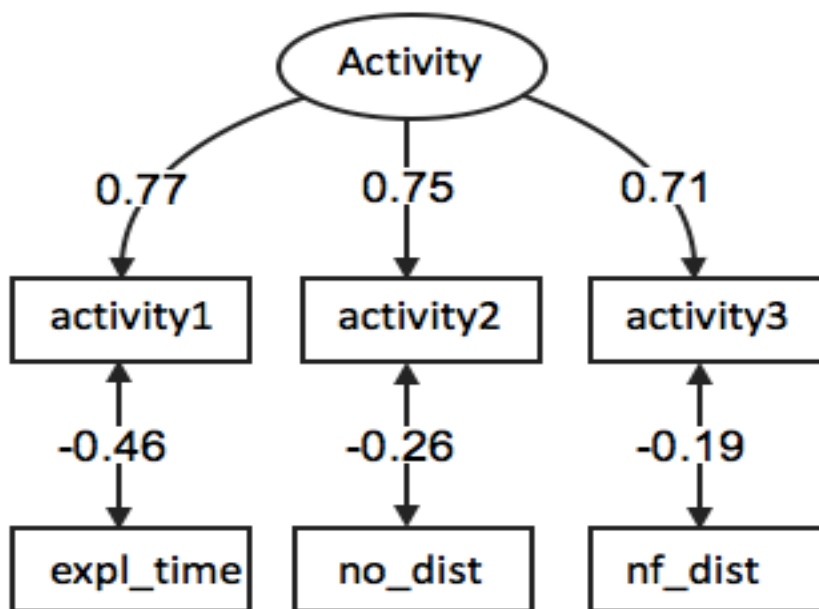 Activity
0.77 0.75 0.71
activity1 activity2 activity3
-0.46 -0.26 -0.19
expl_time no_dist nf_dist